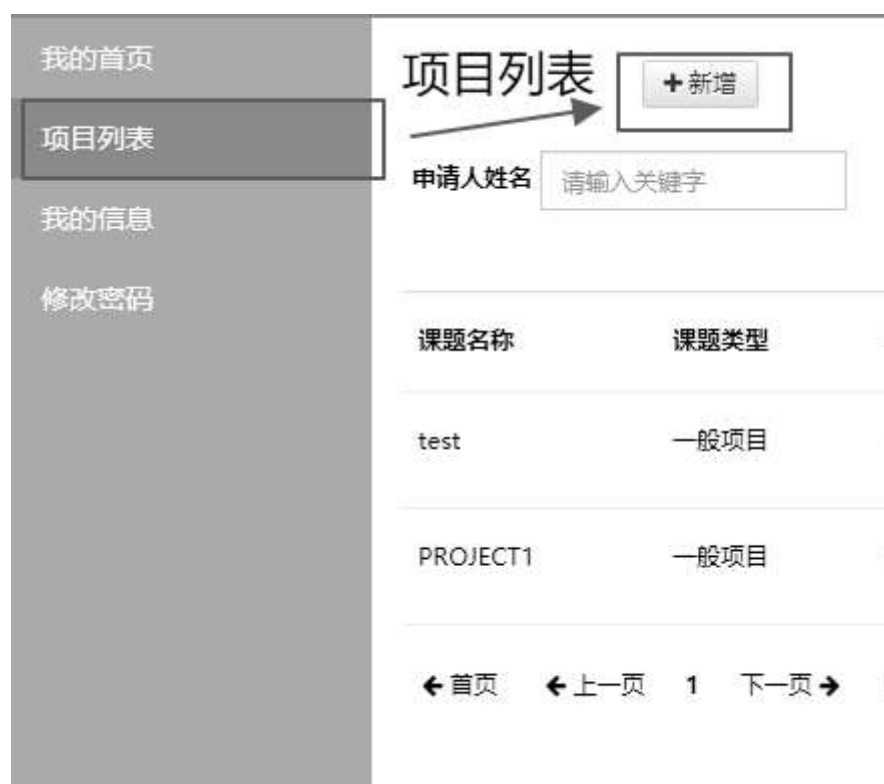 我的首页
项目列表
我的信息
修改密码
项目列表 新增
申请人姓名 请输入关键字
课题名称 课题类型
test 一般项目
PROJECT1 一般项目
首页 上一页 1 下一页